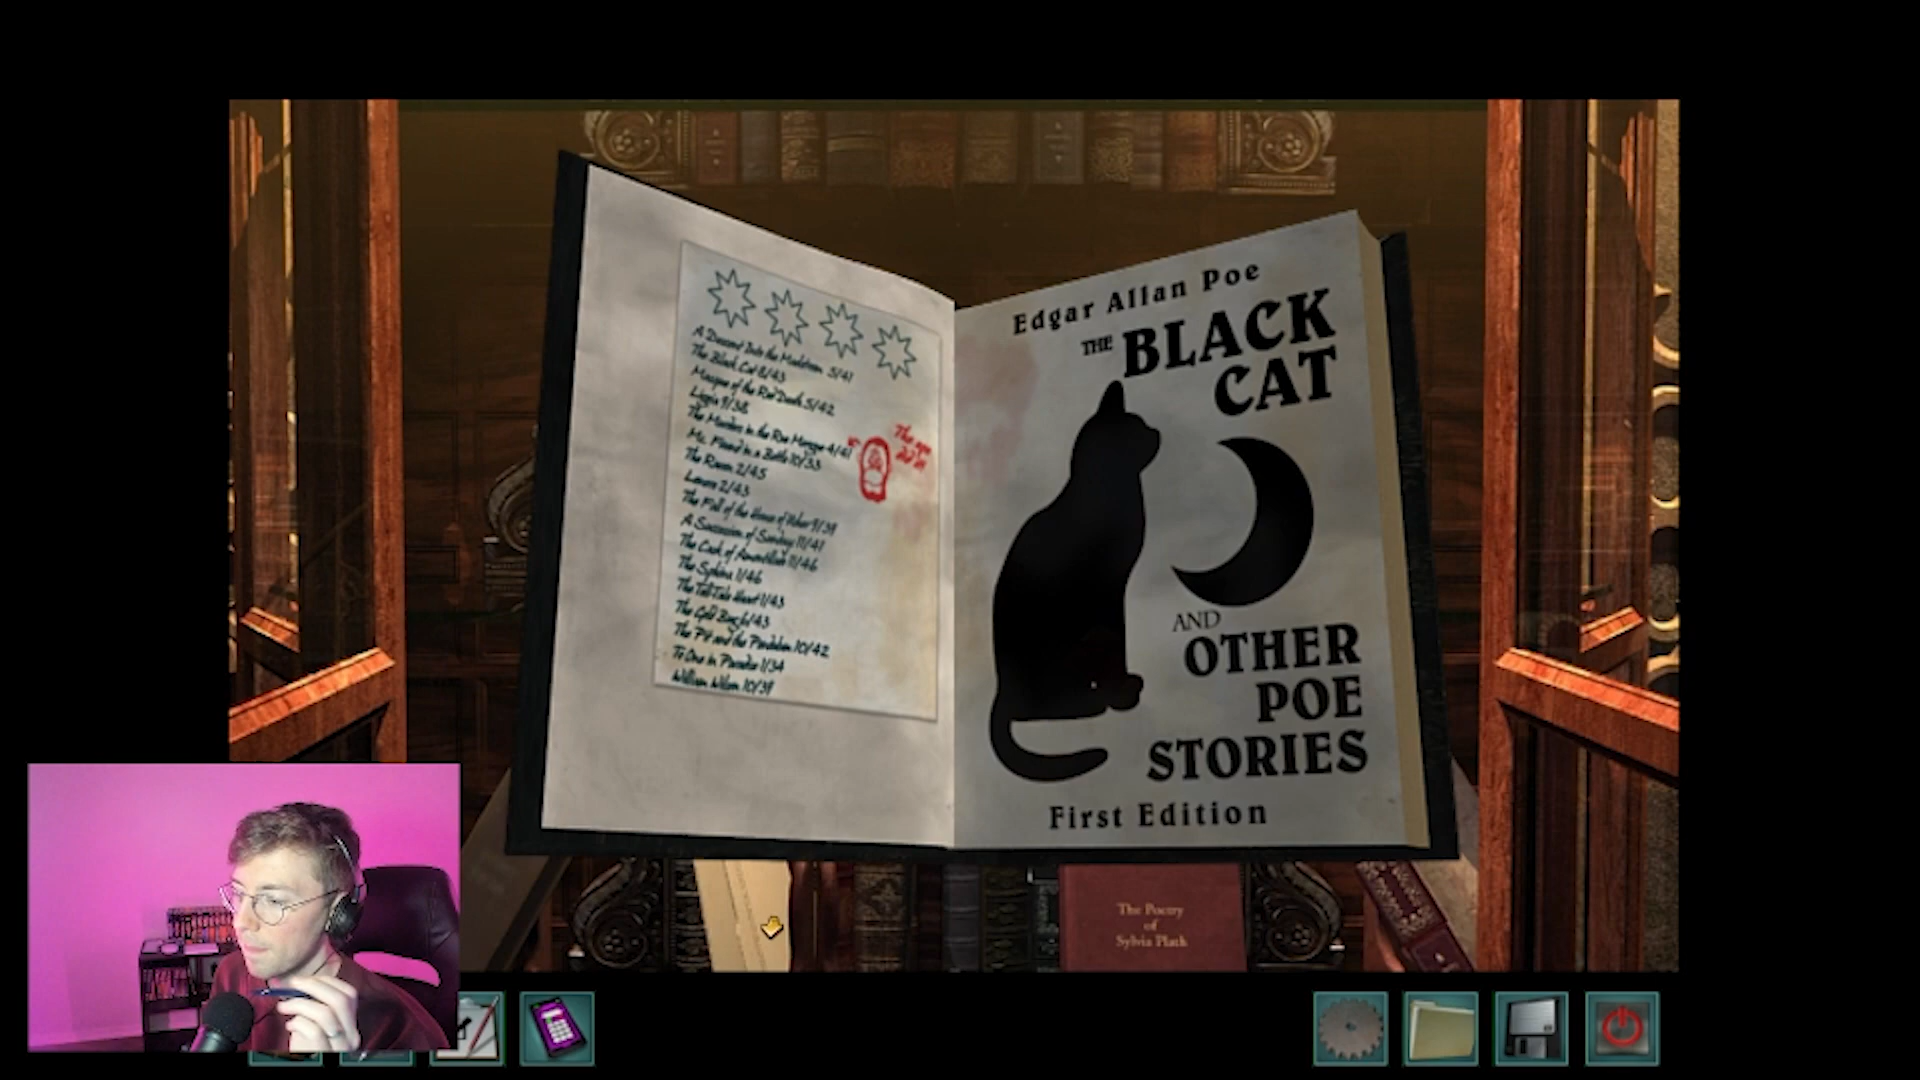 A Descent Into the Maelstrom 5/41
The Black Cat 8/43
Masque of the Red Death 5/42
Ligeia 9/38
The Murders in the Rue Morgue 4/41
Ms. Found in a Bottle 10/33
The Raven 2/45
Lenore 2/43
The Fall of the House of Usher 9/39
A Succession of Sundays 11/41
The Cask of Amontillado 11/46
The Sphinx 1/46
The Tell Tale Heart 1/43
The Gold Bug 6/43
The Pit and the Pendulum 10/42
To One in Paradise 1/34
William Wilson 10/39
The ape
did it!
Edgar Allan Poe
THE BLACK
CAT
AND
OTHER
POE
STORIES
First Edition
The Poetry
of
Sylvia Plath